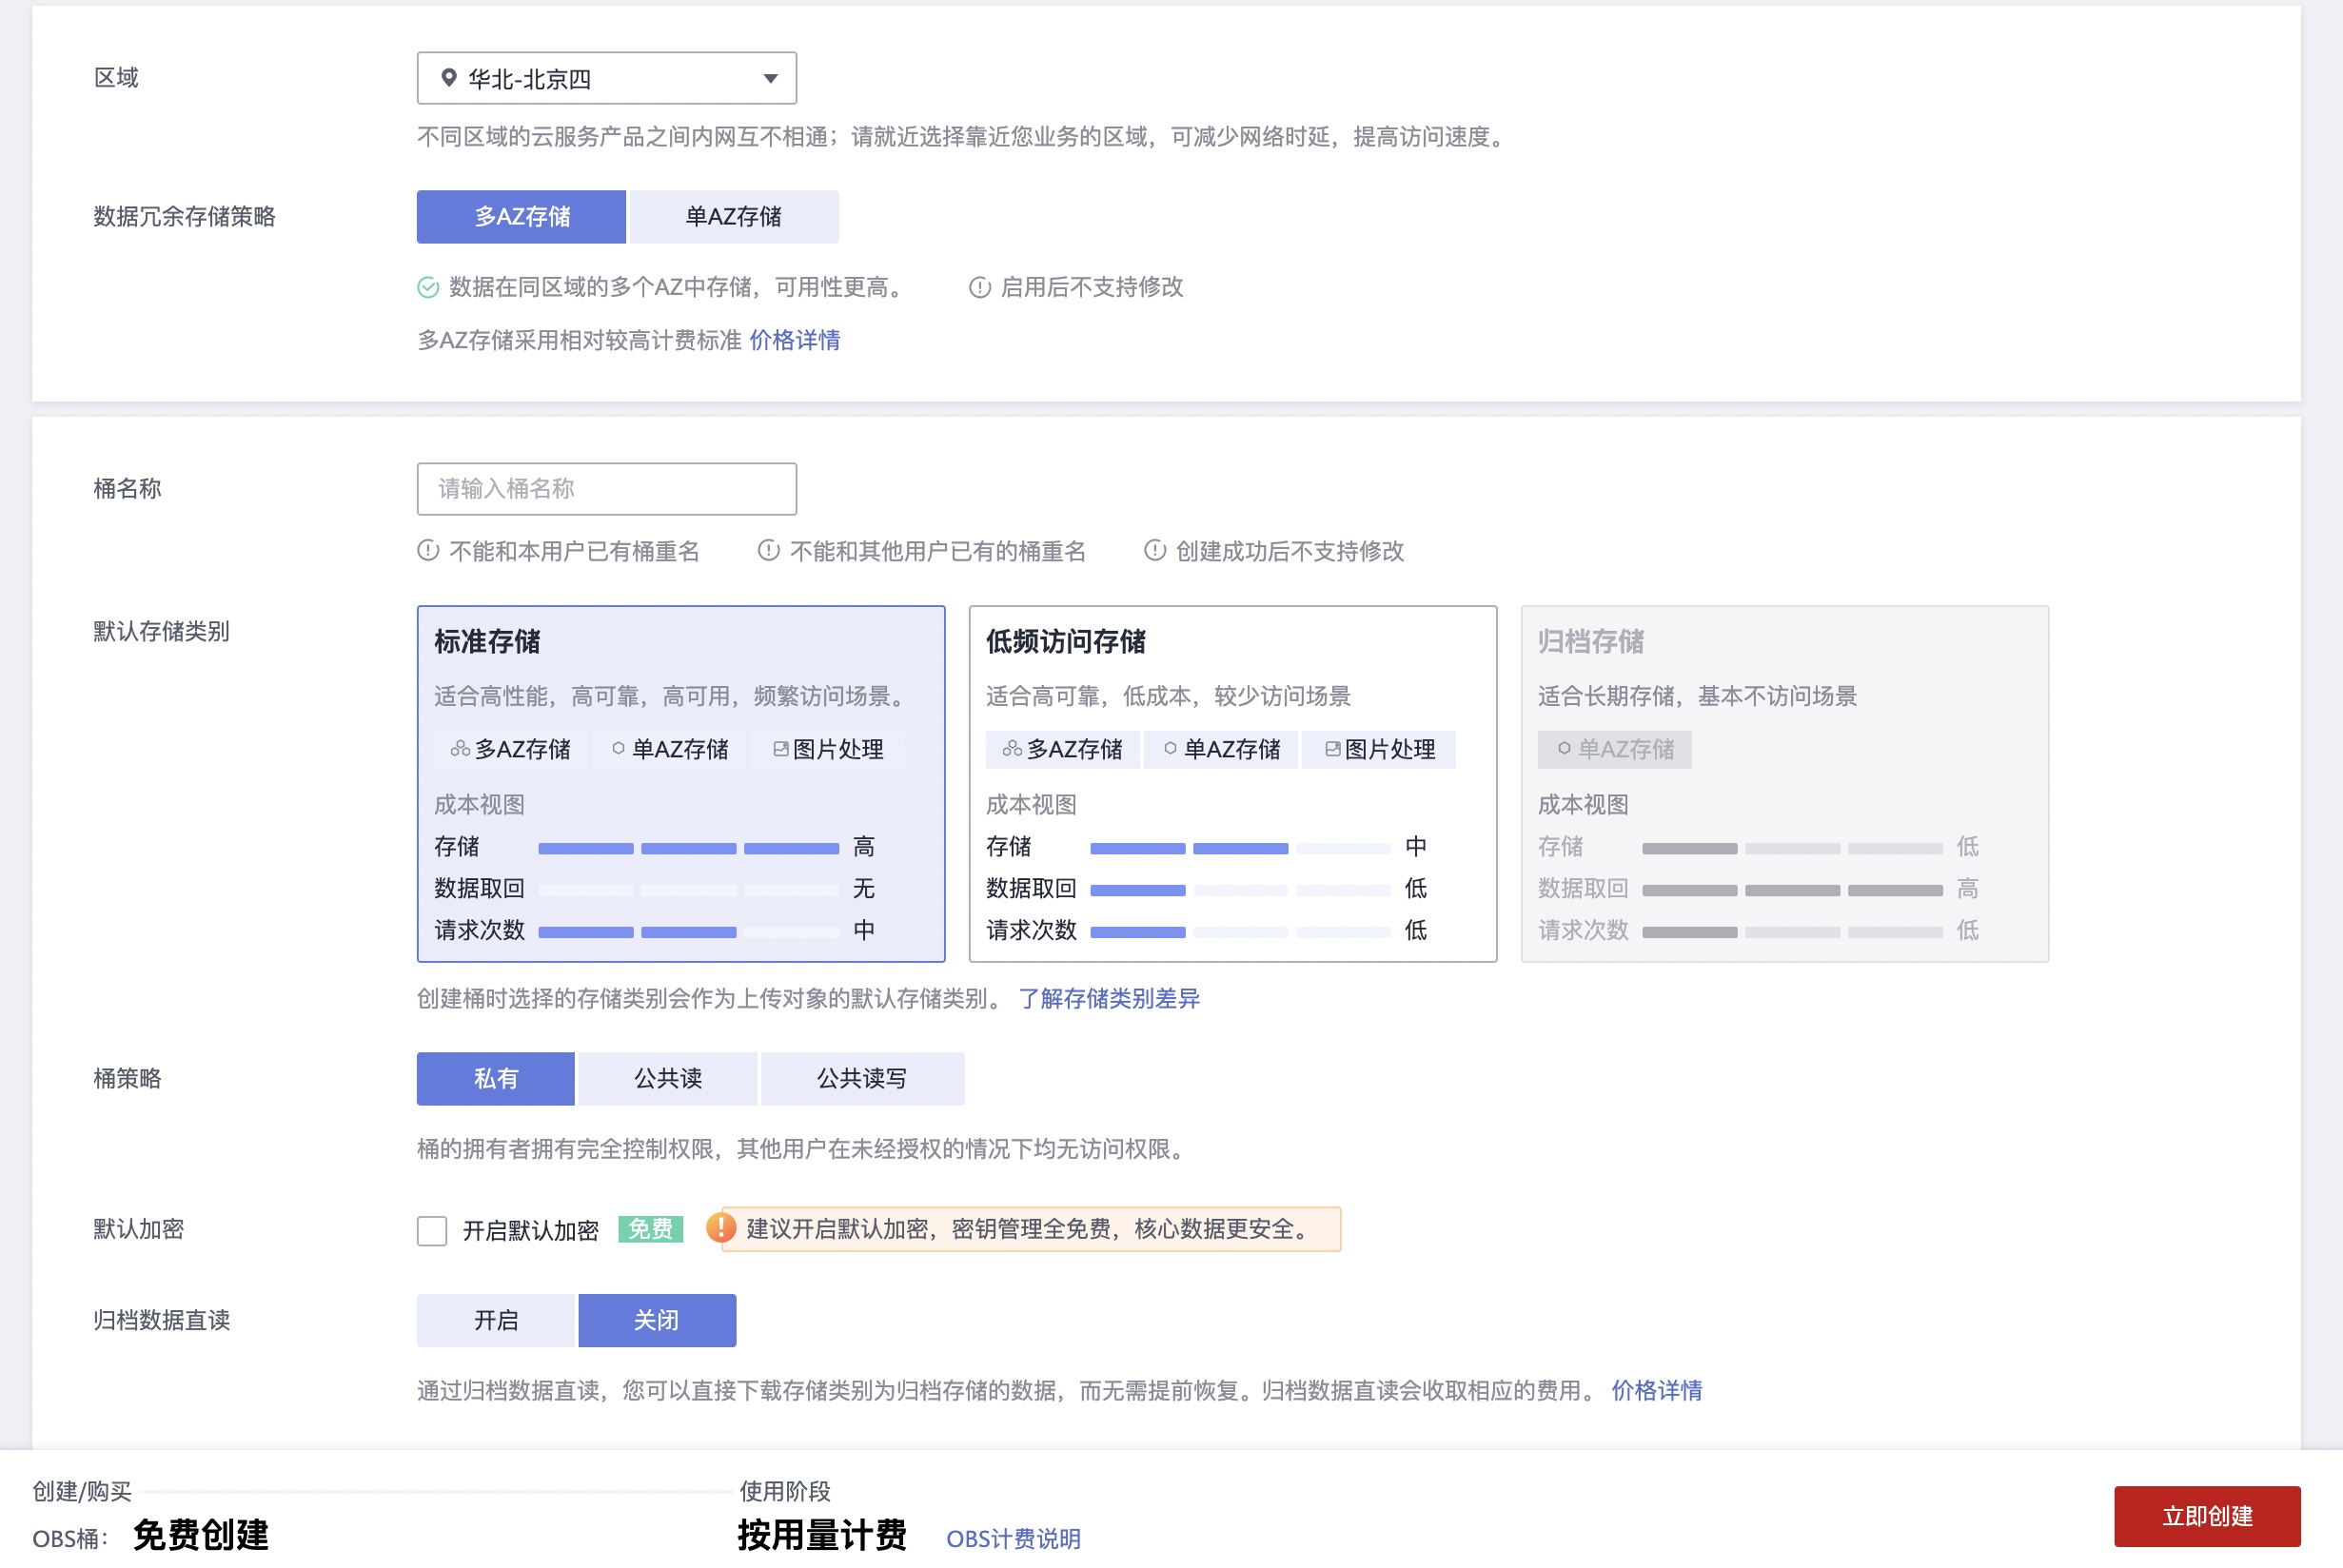 区域
华北-北京四
不同区域的云服务产品之间内网互不相通；请就近选择靠近您业务的区域，可减少网络时延，提高访问速度。
数据冗余存储策略
多AZ存储 单AZ存储
数据在同区域的多个AZ中存储，可用性更高。 启用后不支持修改
多AZ存储采用相对较高计费标准 价格详情
桶名称
请输入桶名称
不能和本用户已有桶重名 不能和其他用户已有的桶重名 创建成功后不支持修改
默认存储类别
标准存储
适合高性能，高可靠，高可用，频繁访问场景。
多AZ存储 单AZ存储 图片处理
成本视图
存储 高
数据取回 无
请求次数 中
低频访问存储
适合高可靠，低成本，较少访问场景
多AZ存储 单AZ存储 图片处理
成本视图
存储 中
数据取回 低
请求次数 低
归档存储
适合长期存储，基本不访问场景
单AZ存储
成本视图
存储 低
数据取回 高
请求次数 低
创建桶时选择的存储类别会作为上传对象的默认存储类别。 了解存储类别差异
桶策略
私有 公共读 公共读写
桶的拥有者拥有完全控制权限，其他用户在未经授权的情况下均无访问权限。
默认加密
开启默认加密 免费 建议开启默认加密，密钥管理全免费，核心数据更安全。
归档数据直读
开启 关闭
通过归档数据直读，您可以直接下载存储类别为归档存储的数据，而无需提前恢复。归档数据直读会收取相应的费用。 价格详情
创建/购买
OBS桶： 免费创建
使用阶段
按用量计费 OBS计费说明
立即创建